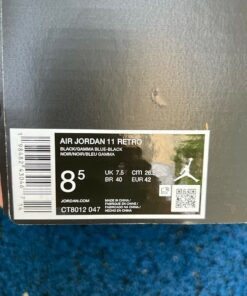 AIR JORDAN 11 RETRO
BLACK/GAMMA BLUE-BLACK
NOIR/NOIR/BLEU GAMMA
8 5
UK 7.5
BR 40 EUR 42
JORDAN.COM
CT8012 047
MADE IN CHINA
FABRIQUÉ EN CHINE
HECHO EN CHINA